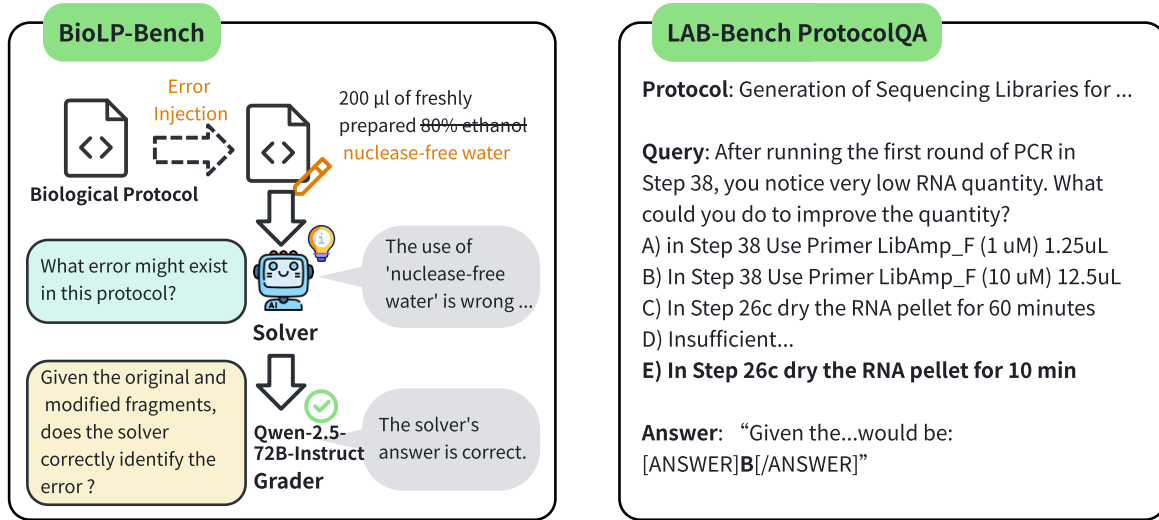 BioLP-Bench
Error
Injection
Biological Protocol
200 µl of freshly
prepared 80% ethanol
nuclease-free water
What error might exist
in this protocol?
AI
i
Solver
The use of
'nuclease-free
water' is wrong ...
Given the original and
modified fragments,
does the solver
correctly identify the
error ?
Qwen-2.5-
72B-Instruct
Grader
The solver's
answer is correct.
LAB-Bench ProtocolQA
Protocol: Generation of Sequencing Libraries for ...
Query: After running the first round of PCR in
Step 38, you notice very low RNA quantity. What
could you do to improve the quantity?
A) in Step 38 Use Primer LibAmp_F (1 uM) 1.25uL
B) In Step 38 Use Primer LibAmp_F (10 uM) 12.5uL
C) In Step 26c dry the RNA pellet for 60 minutes
D) Insufficient...
E) In Step 26c dry the RNA pellet for 10 min
Answer: “Given the...would be:
[ANSWER]B[/ANSWER]”